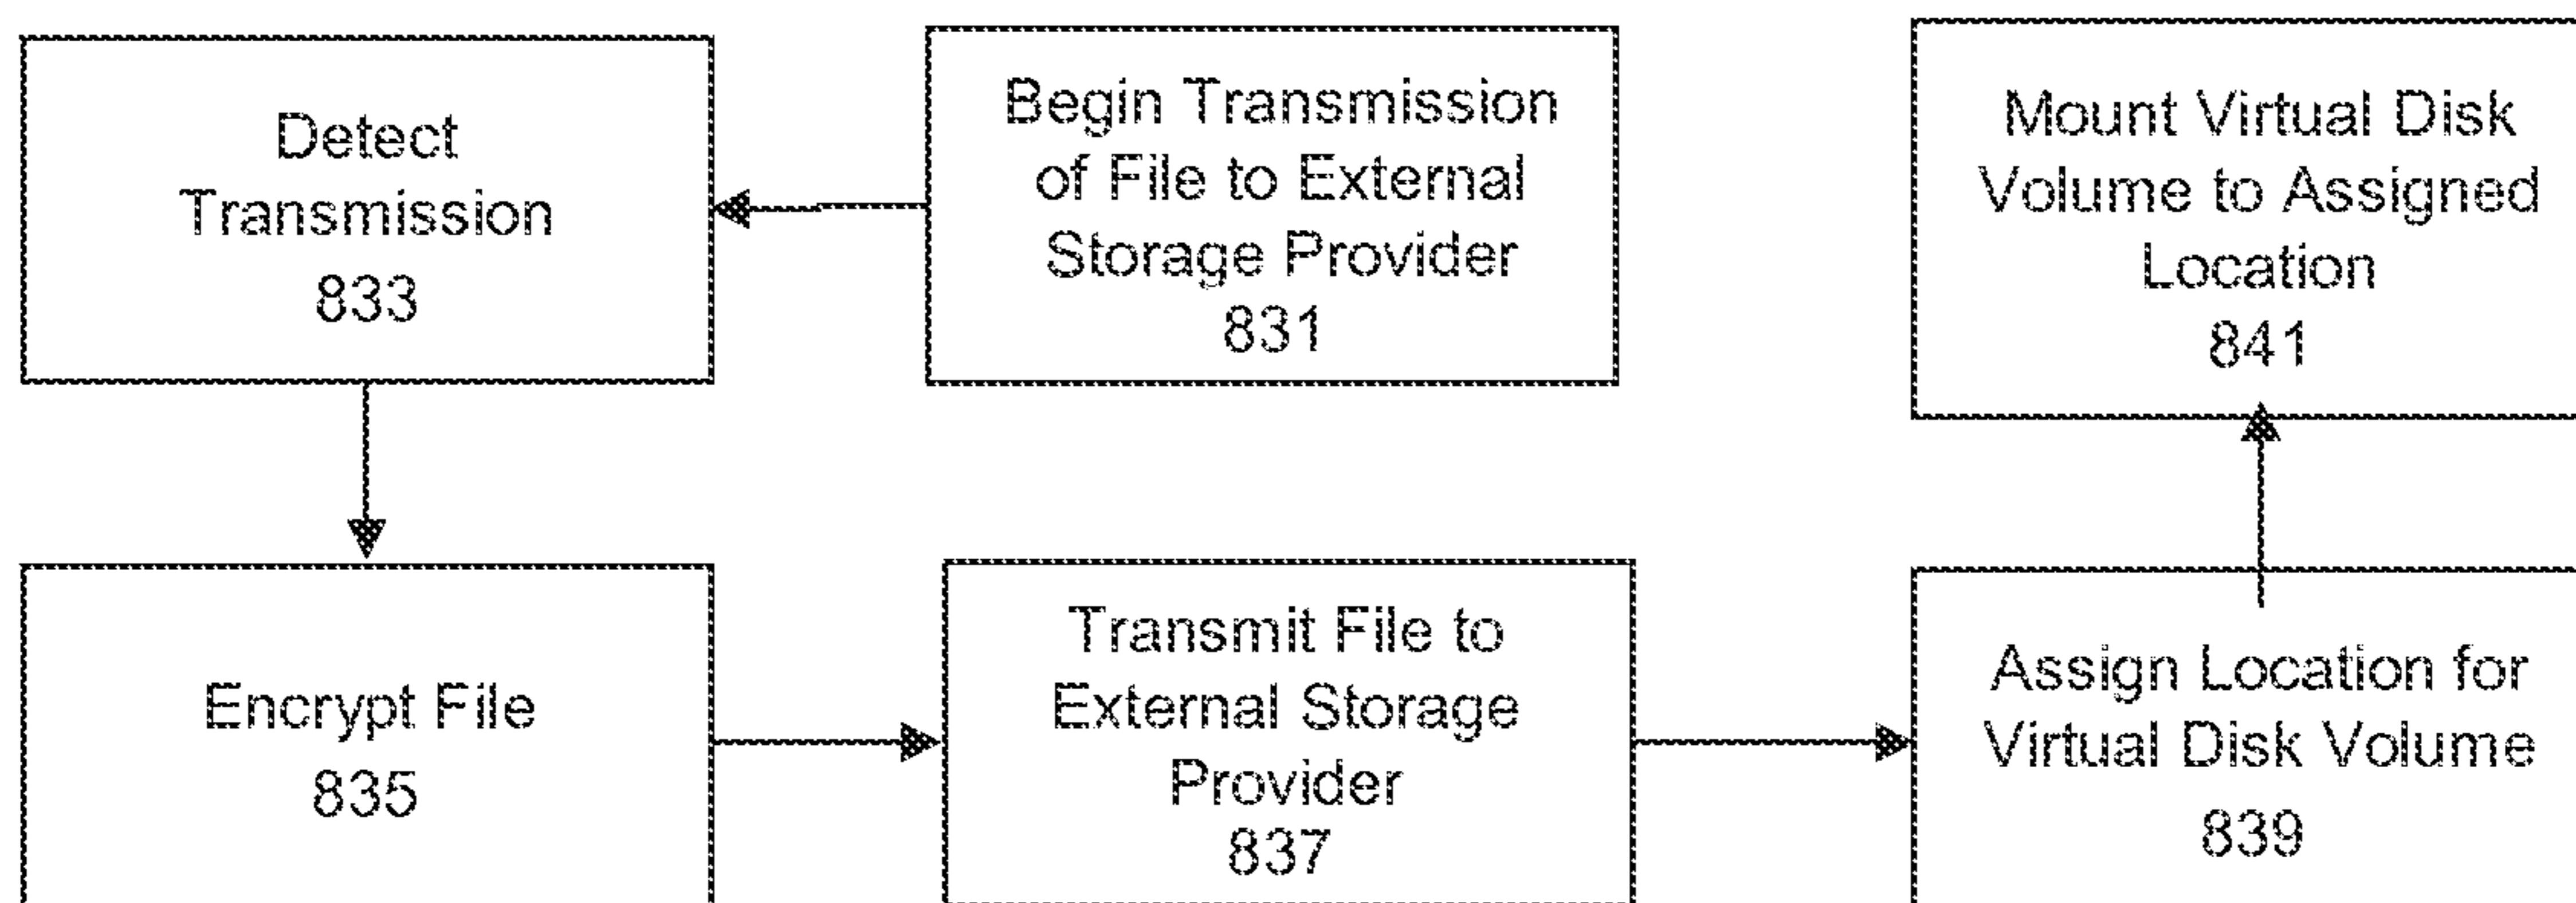 Detect
Transmission
833
Begin Transmission
of File to External
Storage Provider
831
Mount Virtual Disk
Volume to Assigned
Location
841
Encrypt File
835
Transmit File to
External Storage
Provider
837
Assign Location for
Virtual Disk Volume
839